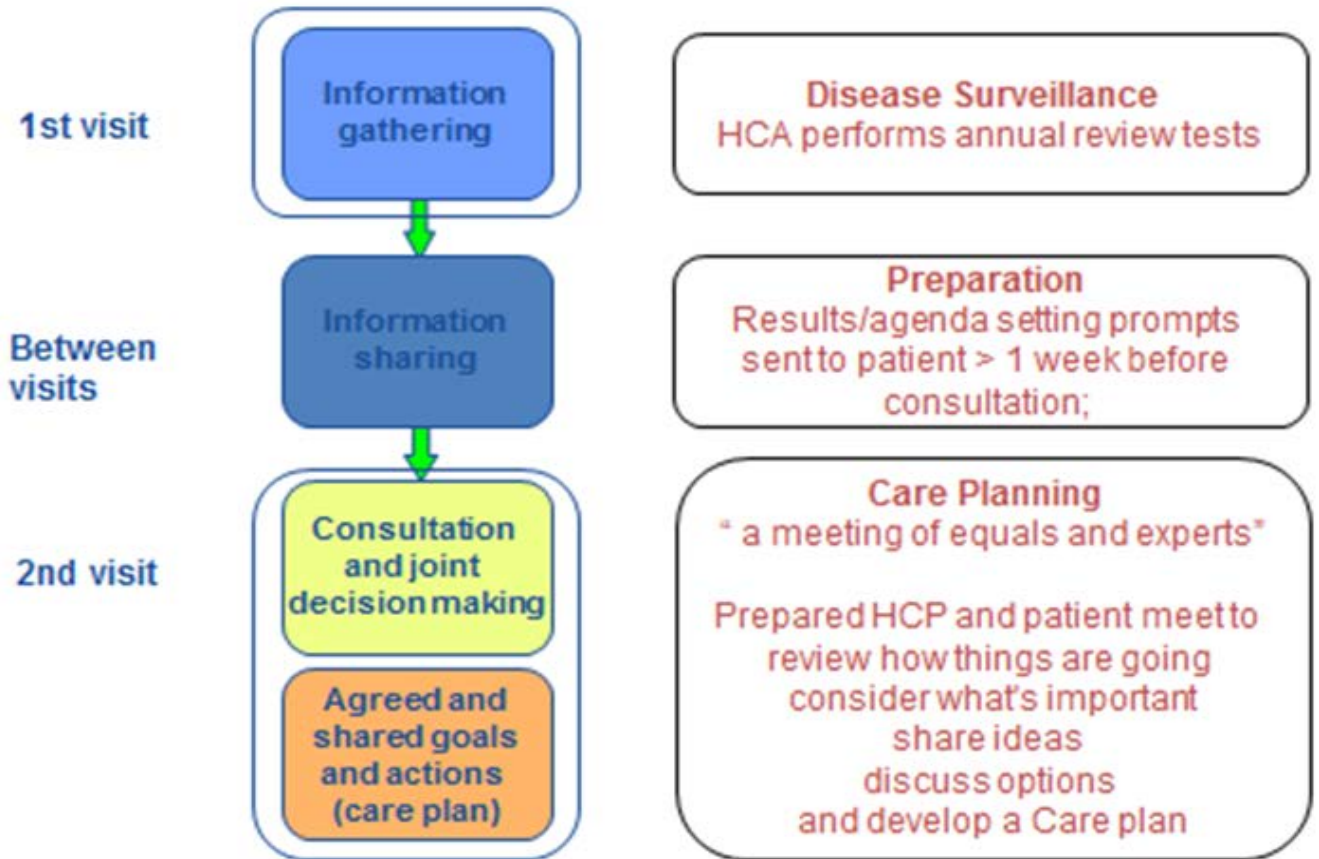 1st visit
Information
gathering
Disease Surveillance
HCA performs annual review tests
Between
visits
Information
sharing
Preparation
Results/agenda setting prompts
sent to patient > 1 week before
consultation;
2nd visit
Consultation
and joint
decision making
Agreed and
shared goals
and actions
(care plan)
Care Planning
“ a meeting of equals and experts”
Prepared HCP and patient meet to
review how things are going
consider what's important
share ideas
discuss options
and develop a Care plan